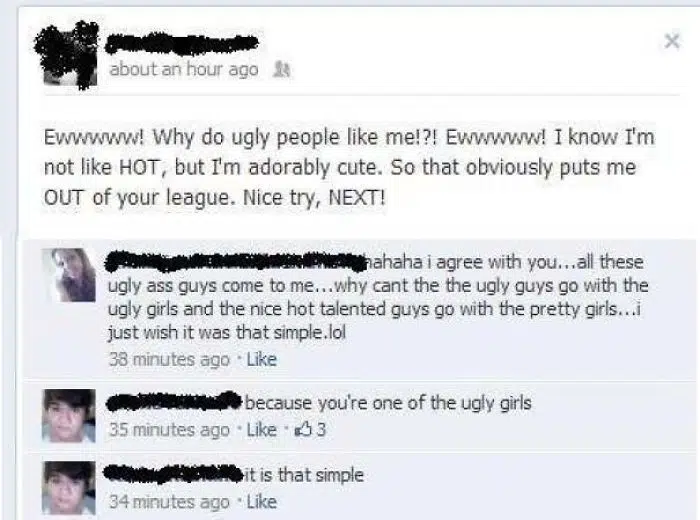 about an hour ago
Ewwwww! Why do ugly people like me!?! Ewwwww! I know I'm
not like HOT, but I'm adorably cute. So that obviously puts me
OUT of your league. Nice try, NEXT!
hahaha i agree with you...all these
ugly ass guys come to me...why cant the the ugly guys go with the
ugly girls and the nice hot talented guys go with the pretty girls...i
just wish it was that simple.lol
38 minutes ago · Like
because you're one of the ugly girls
35 minutes ago · Like · 3
it is that simple
34 minutes ago · Like